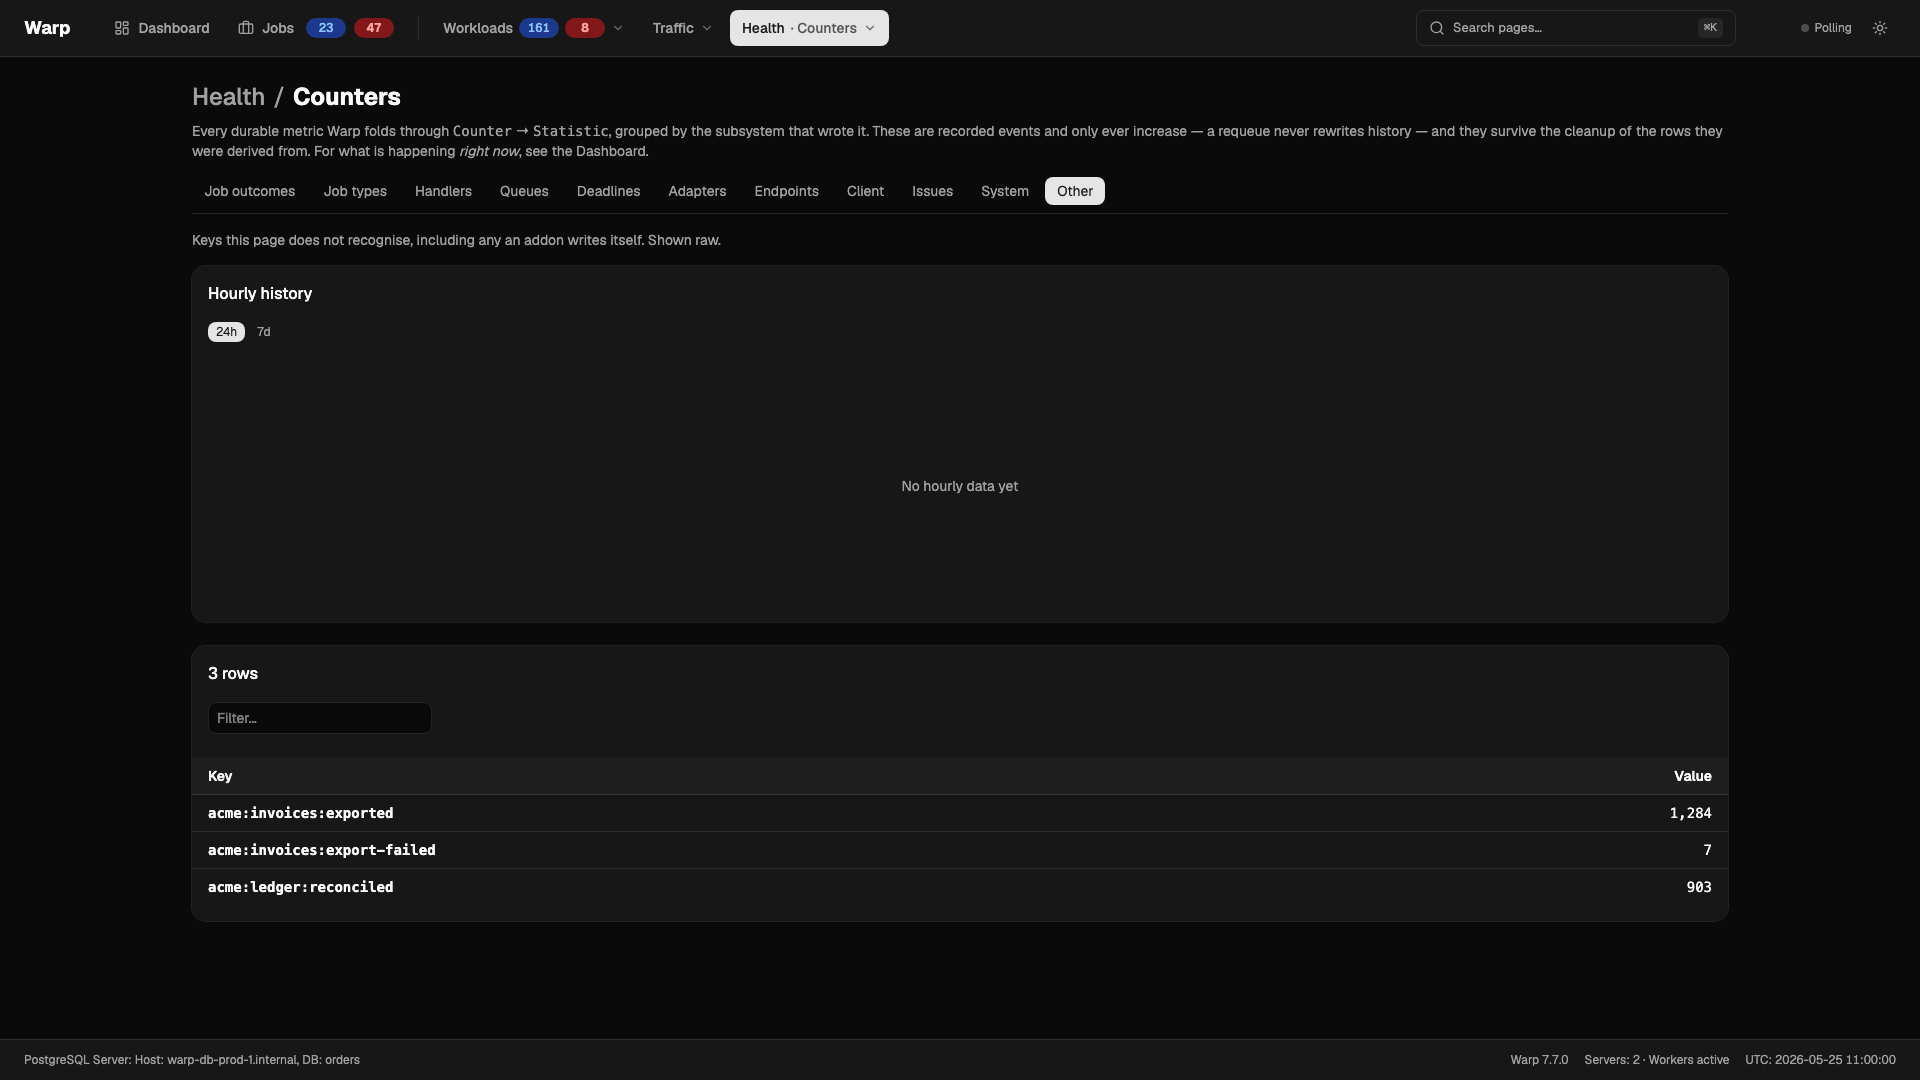 Warp Dashboard Jobs 23 47 Workloads 161 8 Traffic Health · Counters Search pages... ⌘K Polling
Health / Counters
Every durable metric Warp folds through Counter → Statistic, grouped by the subsystem that wrote it. These are recorded events and only ever increase — a requeue never rewrites history — and they survive the cleanup of the rows they
were derived from. For what is happening right now, see the Dashboard.
Job outcomes Job types Handlers Queues Deadlines Adapters Endpoints Client Issues System Other
Keys this page does not recognise, including any an addon writes itself. Shown raw.
Hourly history
24h 7d
No hourly data yet
3 rows
Filter...
Key Value
acme:invoices:exported 1,284
acme:invoices:export-failed 7
acme:ledger:reconciled 903
PostgreSQL Server: Host: warp-db-prod-1.internal, DB: orders Warp 7.7.0 Servers: 2 · Workers active UTC: 2026-05-25 11:00:00